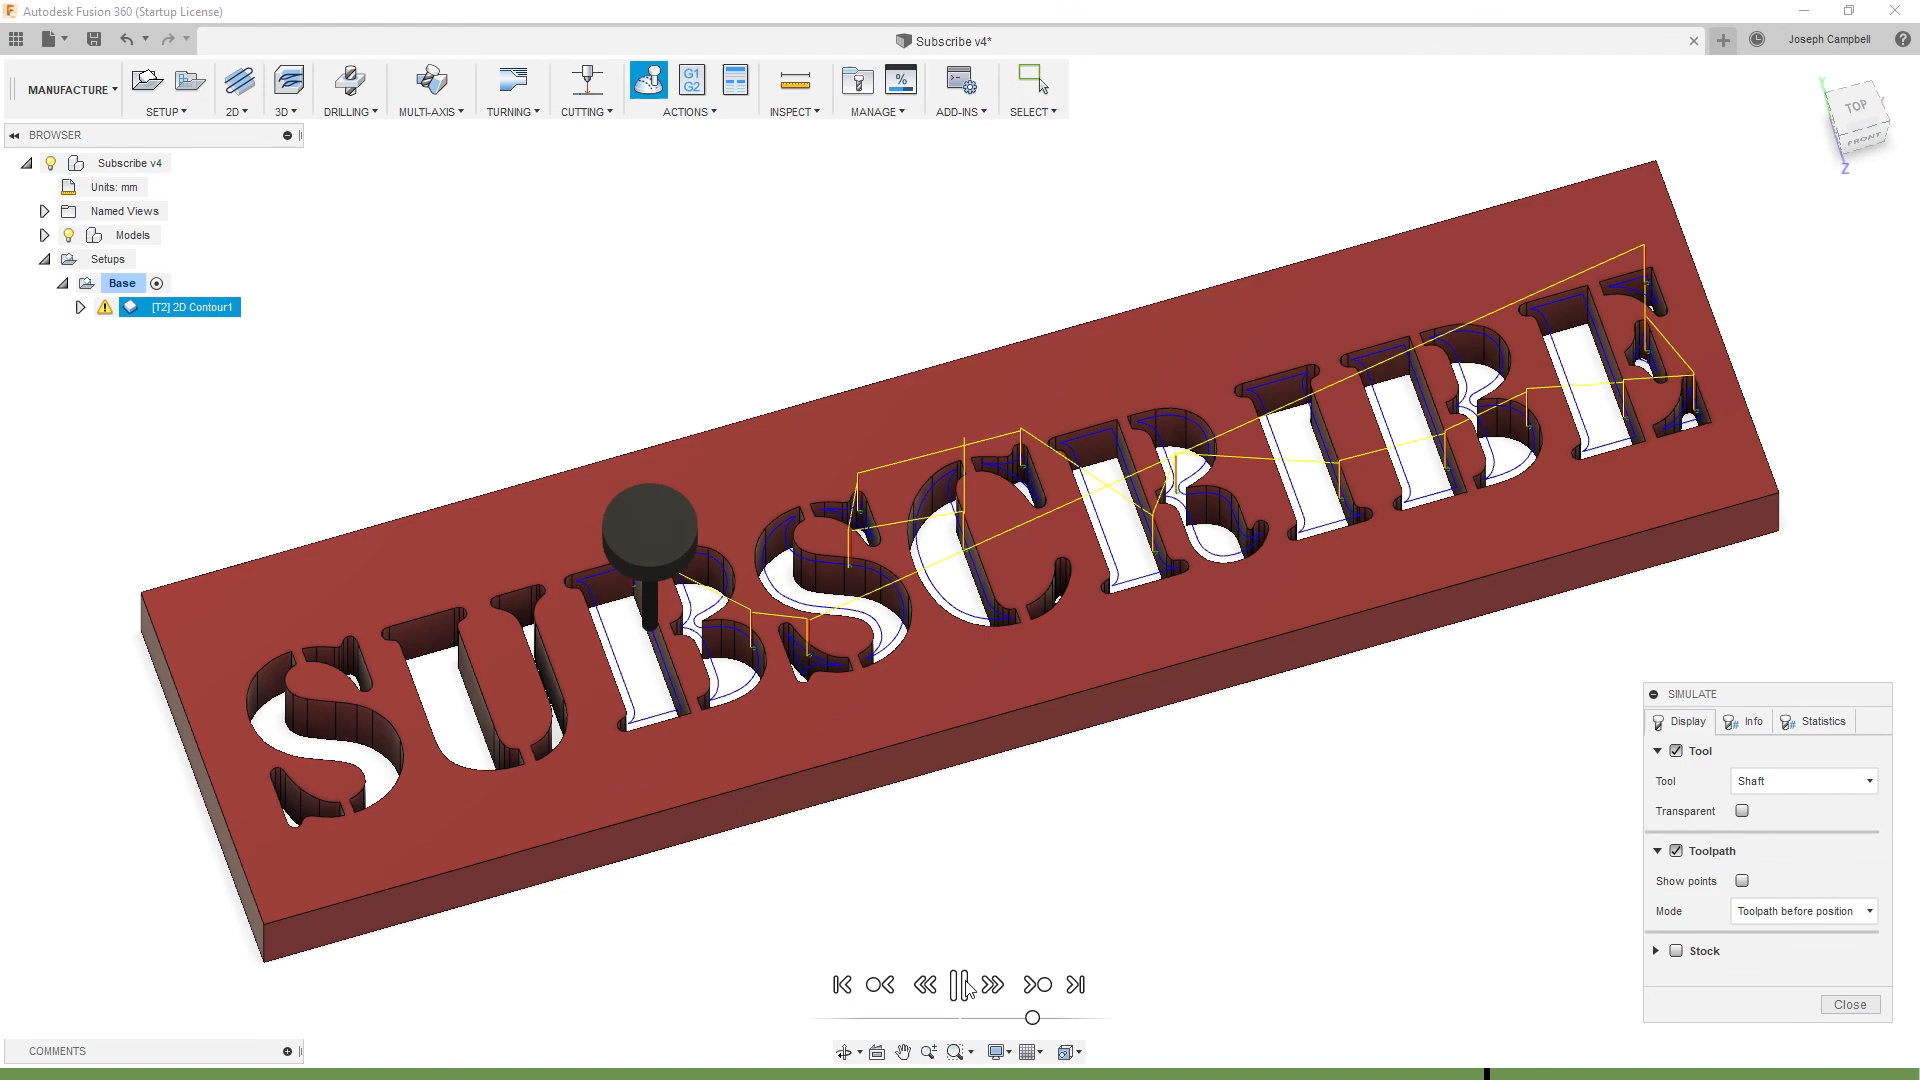 Autodesk Fusion 360 (Startup License)
Subscribe v4*
Joseph Campbell
MANUFACTURE
SETUP
2D
3D
DRILLING
MULTI-AXIS
TURNING
CUTTING
G1
G2
ACTIONS
INSPECT
MANAGE
ADD-INS
SELECT
BROWSER
Subscribe v4
Units: mm
Named Views
Models
Setups
Base
[T2] 2D Contour1
TOP
FRONT
Y
Z
SUBSCRIBE
SIMULATE
Display
Info
Statistics
Tool
Tool
Shaft
Transparent
Toolpath
Show points
Mode
Toolpath before position
Stock
Close
COMMENTS